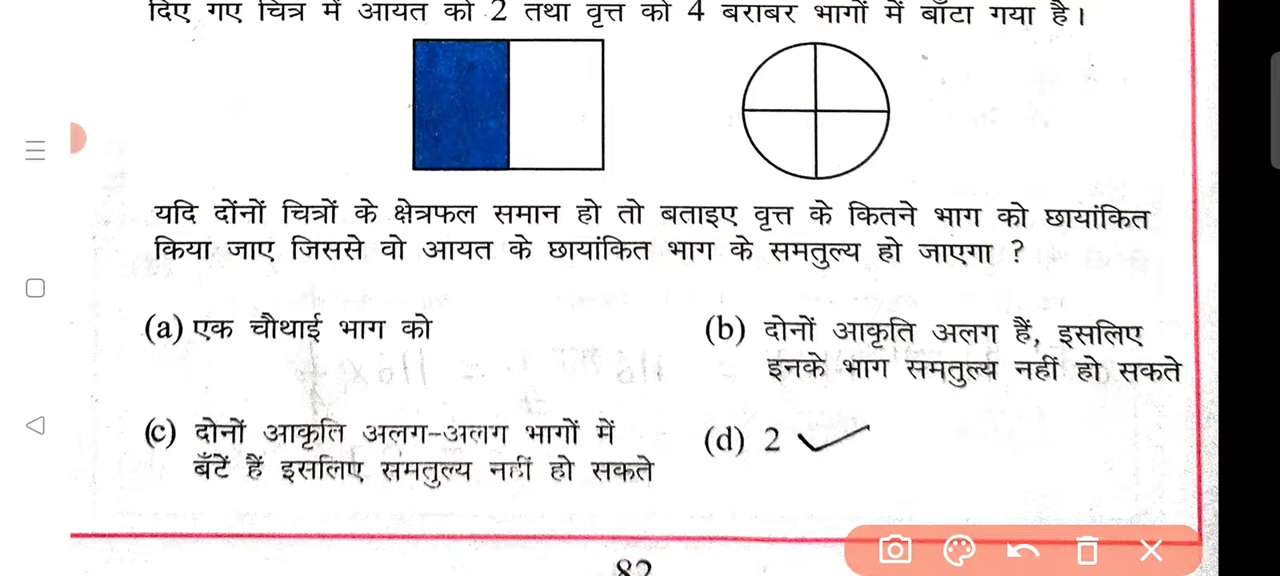 दिए गए चित्र में आयत को 2 तथा वृत्त को 4 बराबर भागों में बाँटा गया है।
यदि दोंनों चित्रों के क्षेत्रफल समान हो तो बताइए वृत्त के कितने भाग को छायांकित
किया जाए जिससे वो आयत के छायांकित भाग के समतुल्य हो जाएगा ?
(a) एक चौथाई भाग को
(b) दोनों आकृति अलग हैं, इसलिए
इनके भाग समतुल्य नहीं हो सकते
(c) दोनों आकृति अलग-अलग भागों में
बँटें हैं इसलिए समतुल्य नहीं हो सकते
(d) 2
82